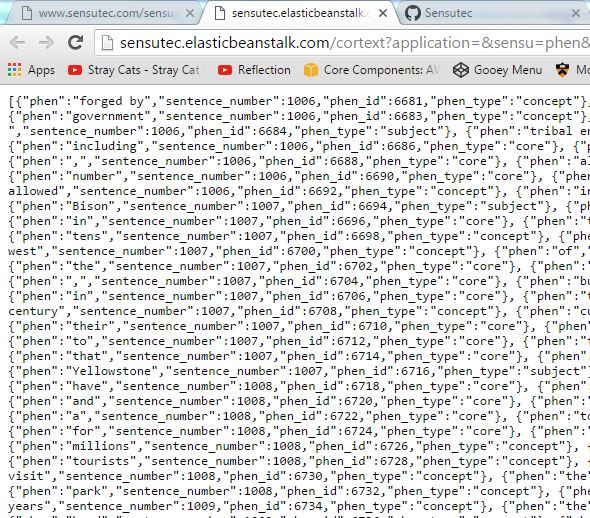 www.sensutec.com/sensu
sensutec.elasticbeanstalk.c
Sensutec
sensutec.elasticbeanstalk.com/cortext?application=&sensu=phen&
Apps Stray Cats - Stray Cat Reflection Core Components: AW Gooey Menu Mo
[{"phen":"forged by","sentence_number":1006,"phen_id":6681,"phen_type":"concept"},
{"phen":"government","sentence_number":1006,"phen_id":6683,"phen_type":"concept"},
","sentence_number":1006,"phen_id":6684,"phen_type":"subject"}, {"phen":"tribal en
{"phen":"including","sentence_number":1006,"phen_id":6686,"phen_type":"core"}, {"p
{"phen":",","sentence_number":1006,"phen_id":6688,"phen_type":"core"}, {"phen":"al
{"phen":"number","sentence_number":1006,"phen_id":6690,"phen_type":"core"}, {"phen
allowed","sentence_number":1006,"phen_id":6692,"phen_type":"concept"}, {"phen":"in
{"phen":"Bison","sentence_number":1007,"phen_id":6694,"phen_type":"subject"}, {"ph
{"phen":"in","sentence_number":1007,"phen_id":6696,"phen_type":"core"}, {"phen":"t
{"phen":"tens","sentence_number":1007,"phen_id":6698,"phen_type":"concept"}, {"phe
west","sentence_number":1007,"phen_id":6700,"phen_type":"concept"}, {"phen":"of","
{"phen":"the","sentence_number":1007,"phen_id":6702,"phen_type":"core"}, {"phen":"
{"phen":",","sentence_number":1007,"phen_id":6704,"phen_type":"core"}, {"phen":"bu
{"phen":"in","sentence_number":1007,"phen_id":6706,"phen_type":"core"}, {"phen":"t
century","sentence_number":1007,"phen_id":6708,"phen_type":"concept"}, {"phen":"cu
{"phen":"their","sentence_number":1007,"phen_id":6710,"phen_type":"core"}, {"phen"
{"phen":"to","sentence_number":1007,"phen_id":6712,"phen_type":"core"}, {"phen":"f
{"phen":"that","sentence_number":1007,"phen_id":6714,"phen_type":"core"}, {"phen":
{"phen":"Yellowstone","sentence_number":1007,"phen_id":6716,"phen_type":"subject"}
{"phen":"have","sentence_number":1008,"phen_id":6718,"phen_type":"core"}, {"phen":
{"phen":"and","sentence_number":1008,"phen_id":6720,"phen_type":"core"}, {"phen":"
{"phen":"a","sentence_number":1008,"phen_id":6722,"phen_type":"core"}, {"phen":"to
{"phen":"for","sentence_number":1008,"phen_id":6724,"phen_type":"core"}, {"phen":"
{"phen":"millions","sentence_number":1008,"phen_id":6726,"phen_type":"concept"}, {
{"phen":"tourists","sentence_number":1008,"phen_id":6728,"phen_type":"concept"}, {
visit","sentence_number":1008,"phen_id":6730,"phen_type":"concept"}, {"phen":"the"
{"phen":"park","sentence_number":1008,"phen_id":6732,"phen_type":"concept"}, {"phe
years","sentence_number":1009,"phen_id":6734,"phen_type":"concept"}, {"phen":"the"